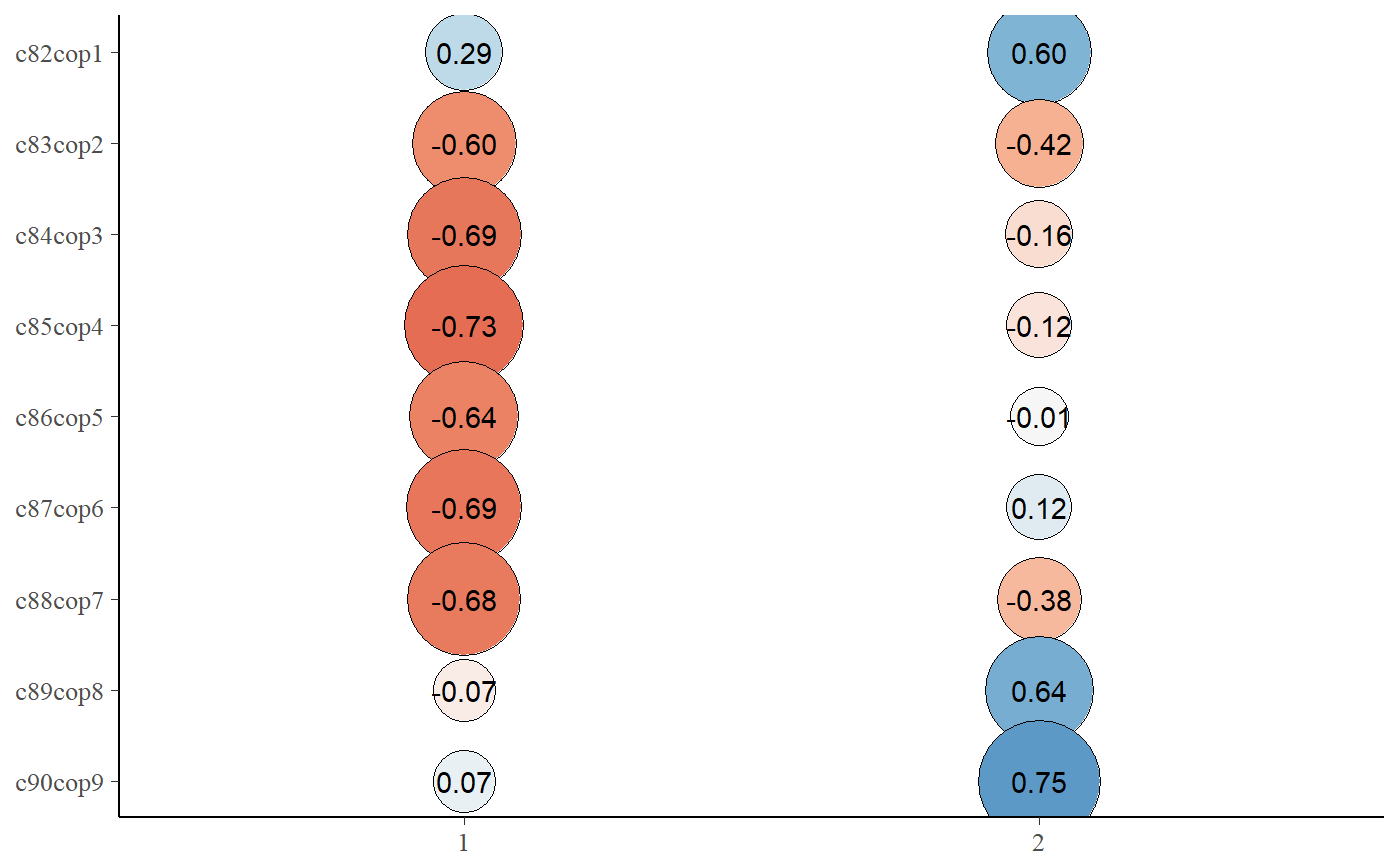 c82cop1 0.29 0.60
c83cop2 -0.60 -0.42
c84cop3 -0.69 -0.16
c85cop4 -0.73 -0.12
c86cop5 -0.64 -0.01
c87cop6 -0.69 0.12
c88cop7 -0.68 -0.38
c89cop8 -0.07 0.64
c90cop9 0.07 0.75
1 2